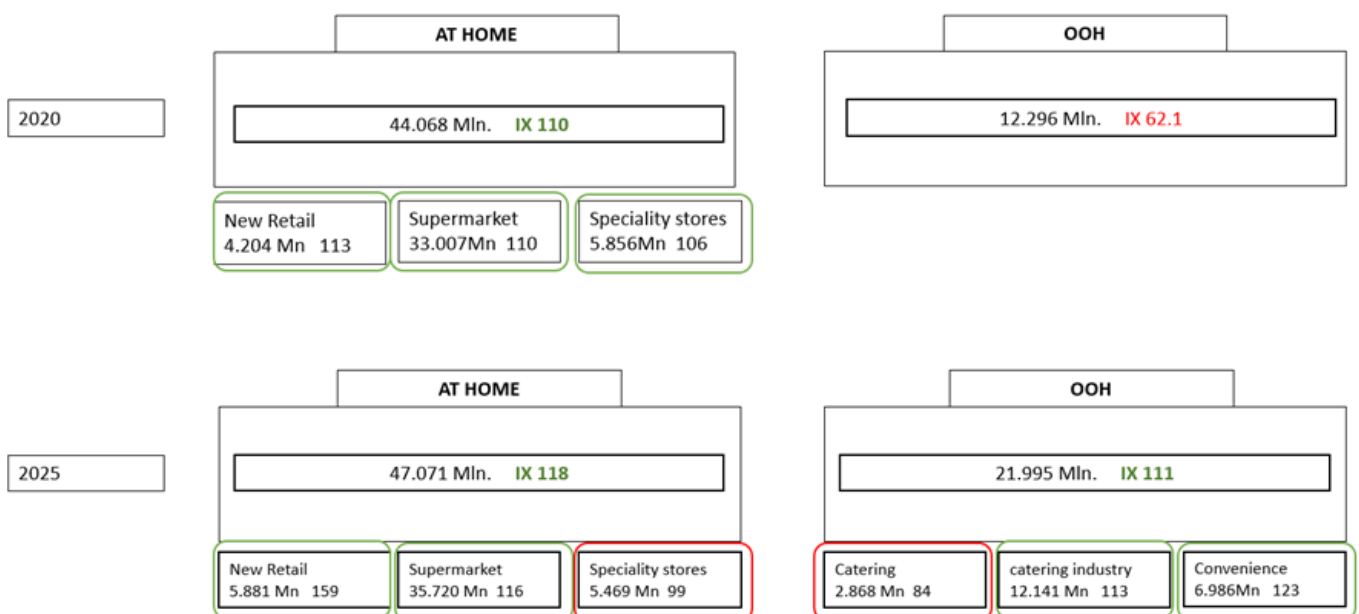 AT HOME
OOH
2020
44.068 Mln. IX 110
12.296 Mln. IX 62.1
New Retail
4.204 Mn 113
Supermarket
33.007Mn 110
Speciality stores
5.856Mn 106
AT HOME
OOH
2025
47.071 Mln. IX 118
21.995 Mln. IX 111
New Retail
5.881 Mn 159
Supermarket
35.720 Mn 116
Speciality stores
5.469 Mn 99
Catering
2.868 Mn 84
catering industry
12.141 Mn 113
Convenience
6.986Mn 123